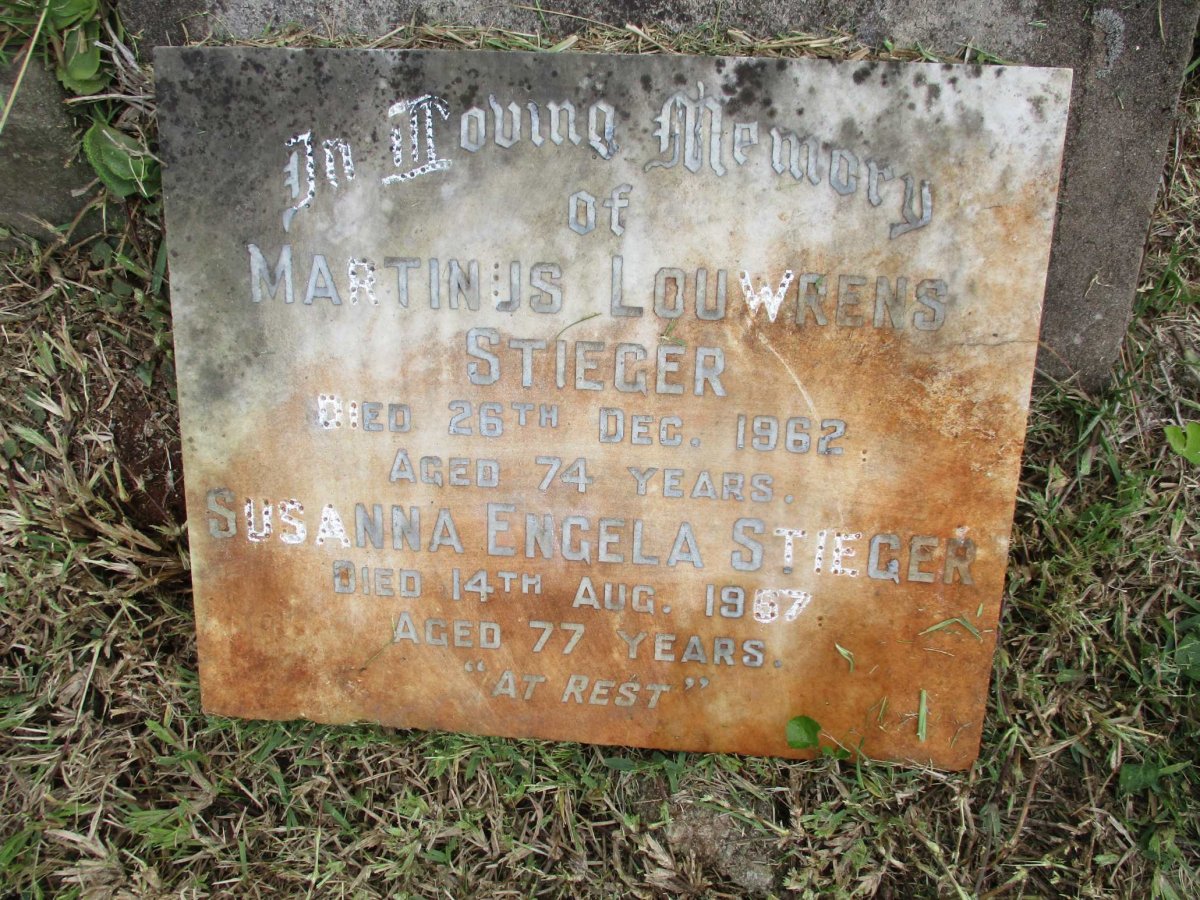 In Loving Memory
of
MARTINUS LOUWRENS
STIEGER
DIED 26TH DEC. 1962
AGED 74 YEARS.
SUSANNA ENGELA STIEGER
DIED 14TH AUG. 1967
AGED 77 YEARS.
“AT REST”